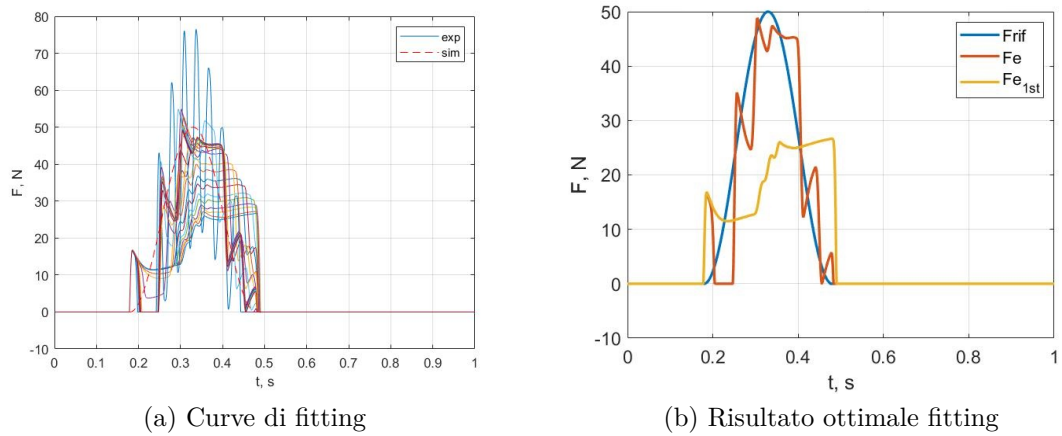 80
70
60
50
40
30
20
10
0
-10
F, N
0 0.1 0.2 0.3 0.4 0.5 0.6 0.7 0.8 0.9 1
t, s
exp
sim
(a) Curve di fitting
50
40
30
20
10
0
-10
F, N
0 0.2 0.4 0.6 0.8 1
t, s
Frif
Fe
Fe1st
(b) Risultato ottimale fitting